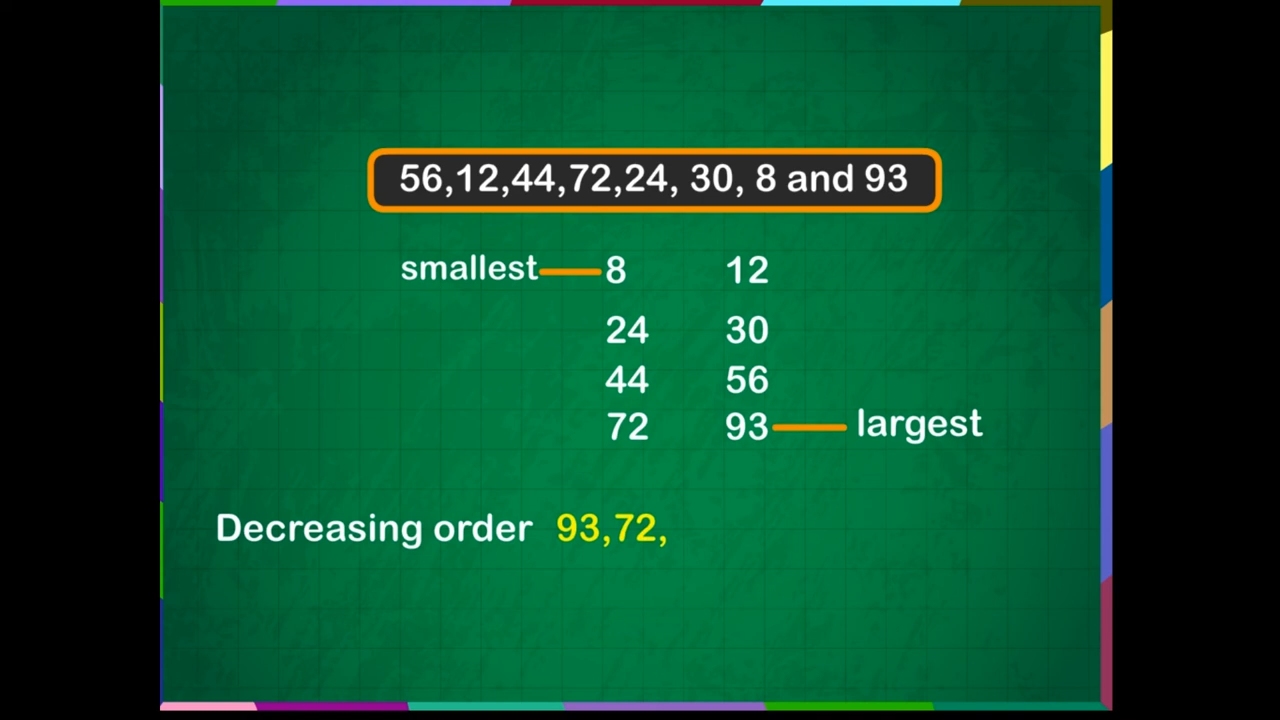 56,12,44,72,24, 30, 8 and 93
smallest 8 12
24 30
44 56
72 93 largest
Decreasing order 93,72,